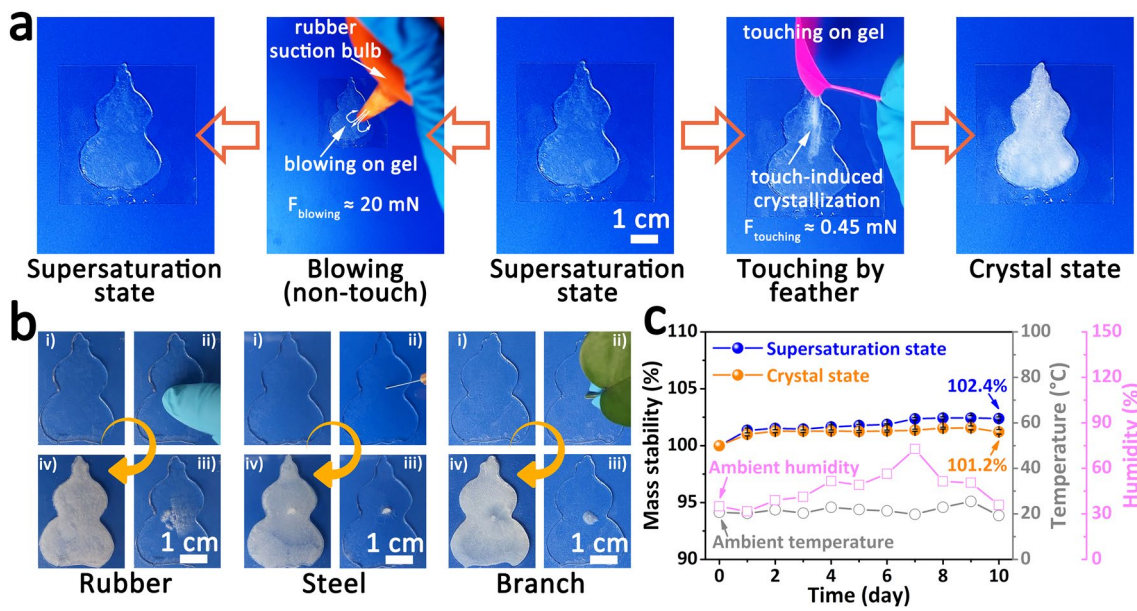 a
rubber
suction bulb
blowing on gel
F blowing ≈ 20 mN
1 cm
touching on gel
touch-induced
crystallization
F touching ≈ 0.45 mN
Supersaturation
state
Blowing
(non-touch)
Supersaturation
state
Touching by
feather
Crystal state
b
i)
ii)
iv)
iii)
1 cm
Rubber
i)
ii)
iv)
iii)
1 cm
Steel
i)
ii)
iv)
iii)
1 cm
Branch
c
Mass stability (%)
110
105
100
95
90
Supersaturation state
Crystal state
102.4%
101.2%
Ambient humidity
Ambient temperature
100
80
60
40
20
0
Temperature (°C)
150
120
90
60
30
0
Humidity (%)
0
2
4
6
8
10
Time (day)